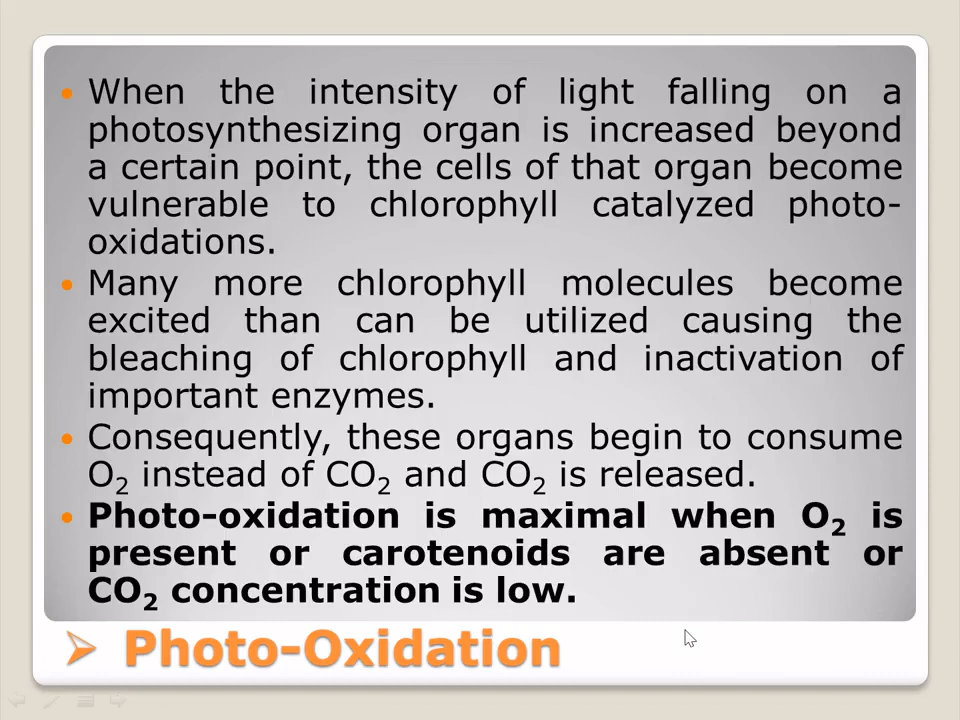 • When the intensity of light falling on a
photosynthesizing organ is increased beyond
a certain point, the cells of that organ become
vulnerable to chlorophyll catalyzed photo-
oxidations.
• Many more chlorophyll molecules become
excited than can be utilized causing the
bleaching of chlorophyll and inactivation of
important enzymes.
• Consequently, these organs begin to consume
O₂ instead of CO₂ and CO₂ is released.
• Photo-oxidation is maximal when O₂ is
present or carotenoids are absent or
CO₂ concentration is low.
➢ Photo-Oxidation